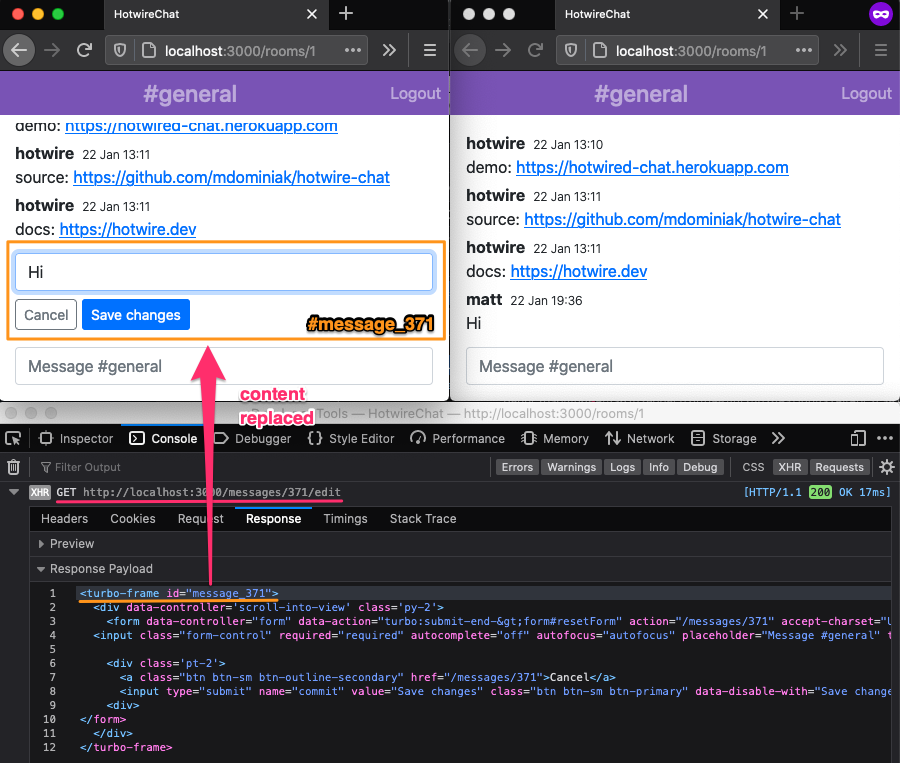 HotwireChat
localhost:3000/rooms/1
#general
Logout
demo: https://hotwired-chat.herokuapp.com
hotwire 22 Jan 13:11
source: https://github.com/mdominiak/hotwire-chat
hotwire 22 Jan 13:11
docs: https://hotwire.dev
Hi
Cancel
Save changes
#message_371
Message #general
HotwireChat
localhost:3000/rooms/1
#general
Logout
hotwire 22 Jan 13:10
demo: https://hotwired-chat.herokuapp.com
hotwire 22 Jan 13:11
source: https://github.com/mdominiak/hotwire-chat
hotwire 22 Jan 13:11
docs: https://hotwire.dev
matt 22 Jan 19:36
Hi
Message #general
content
replaced
Tools — HotwireChat — http://localhost:3000/rooms/1
Inspector Console Debugger Style Editor Performance Memory Network Storage
Filter Output Errors Warnings Logs Info Debug CSS XHR Requests
XHR GET http://localhost:3000/messages/371/edit [HTTP/1.1 200 OK 17ms]
Headers Cookies Request Response Timings Stack Trace
Preview
Response Payload
1 <turbo-frame id="message_371">
2 <div data-controller='scroll-into-view' class='py-2'>
3 <form data-controller="form" data-action="turbo:submit-end-&gt;form#resetForm" action="/messages/371" accept-charset="U
4 <input class="form-control" required="required" autocomplete="off" autofocus="autofocus" placeholder="Message #general" t
5
6 <div class='pt-2'>
7 <a class="btn btn-sm btn-outline-secondary" href="/messages/371">Cancel</a>
8 <input type="submit" name="commit" value="Save changes" class="btn btn-sm btn-primary" data-disable-with="Save change
9 <div>
10 </form>
11 </div>
12 </turbo-frame>